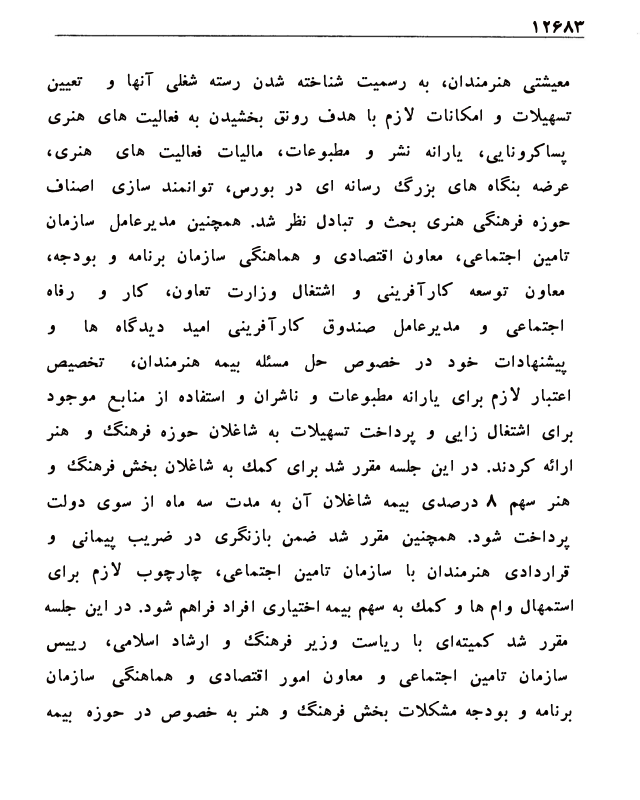 ۱۲۶۸۳
معیشتی هنرمندان، به رسمیت شناخته شدن رسته شغلی آنها و تعیین
تسهیلات و امکانات لازم با هدف رونق بخشیدن به فعالیت های هنری
پساکرونایی، یارانه نشر و مطبوعات، مالیات فعالیت های هنری،
عرضه بنگاه های بزرگ رسانه ای در بورس، توانمند سازی اصناف
حوزه فرهنگی هنری بحث و تبادل نظر شد. همچنین مدیرعامل سازمان
تامین اجتماعی، معاون اقتصادی و هماهنگی سازمان برنامه و بودجه،
معاون توسعه کارآفرینی و اشتغال وزارت تعاون، کار و رفاه
اجتماعی و مدیرعامل صندوق کارآفرینی امید دیدگاه ها و
پیشنهادات خود در خصوص حل مسئله بیمه هنرمندان، تخصیص
اعتبار لازم برای یارانه مطبوعات و ناشران و استفاده از منابع موجود
برای اشتغال زایی و پرداخت تسهیلات به شاغلان حوزه فرهنگ و هنر
ارائه کردند. در این جلسه مقرر شد برای کمک به شاغلان بخش فرهنگ و
هنر سهم ۸ درصدی بیمه شاغلان آن به مدت سه ماه از سوی دولت
پرداخت شود. همچنین مقرر شد ضمن بازنگری در ضریب پیمانی و
قراردادی هنرمندان با سازمان تامین اجتماعی، چارچوب لازم برای
استمهال وام ها و کمک به سهم بیمه اختیاری افراد فراهم شود. در این جلسه
مقرر شد کمیته‌ای با ریاست وزیر فرهنگ و ارشاد اسلامی، رییس
سازمان تامین اجتماعی و معاون امور اقتصادی و هماهنگی سازمان
برنامه و بودجه مشکلات بخش فرهنگ و هنر به خصوص در حوزه بیمه